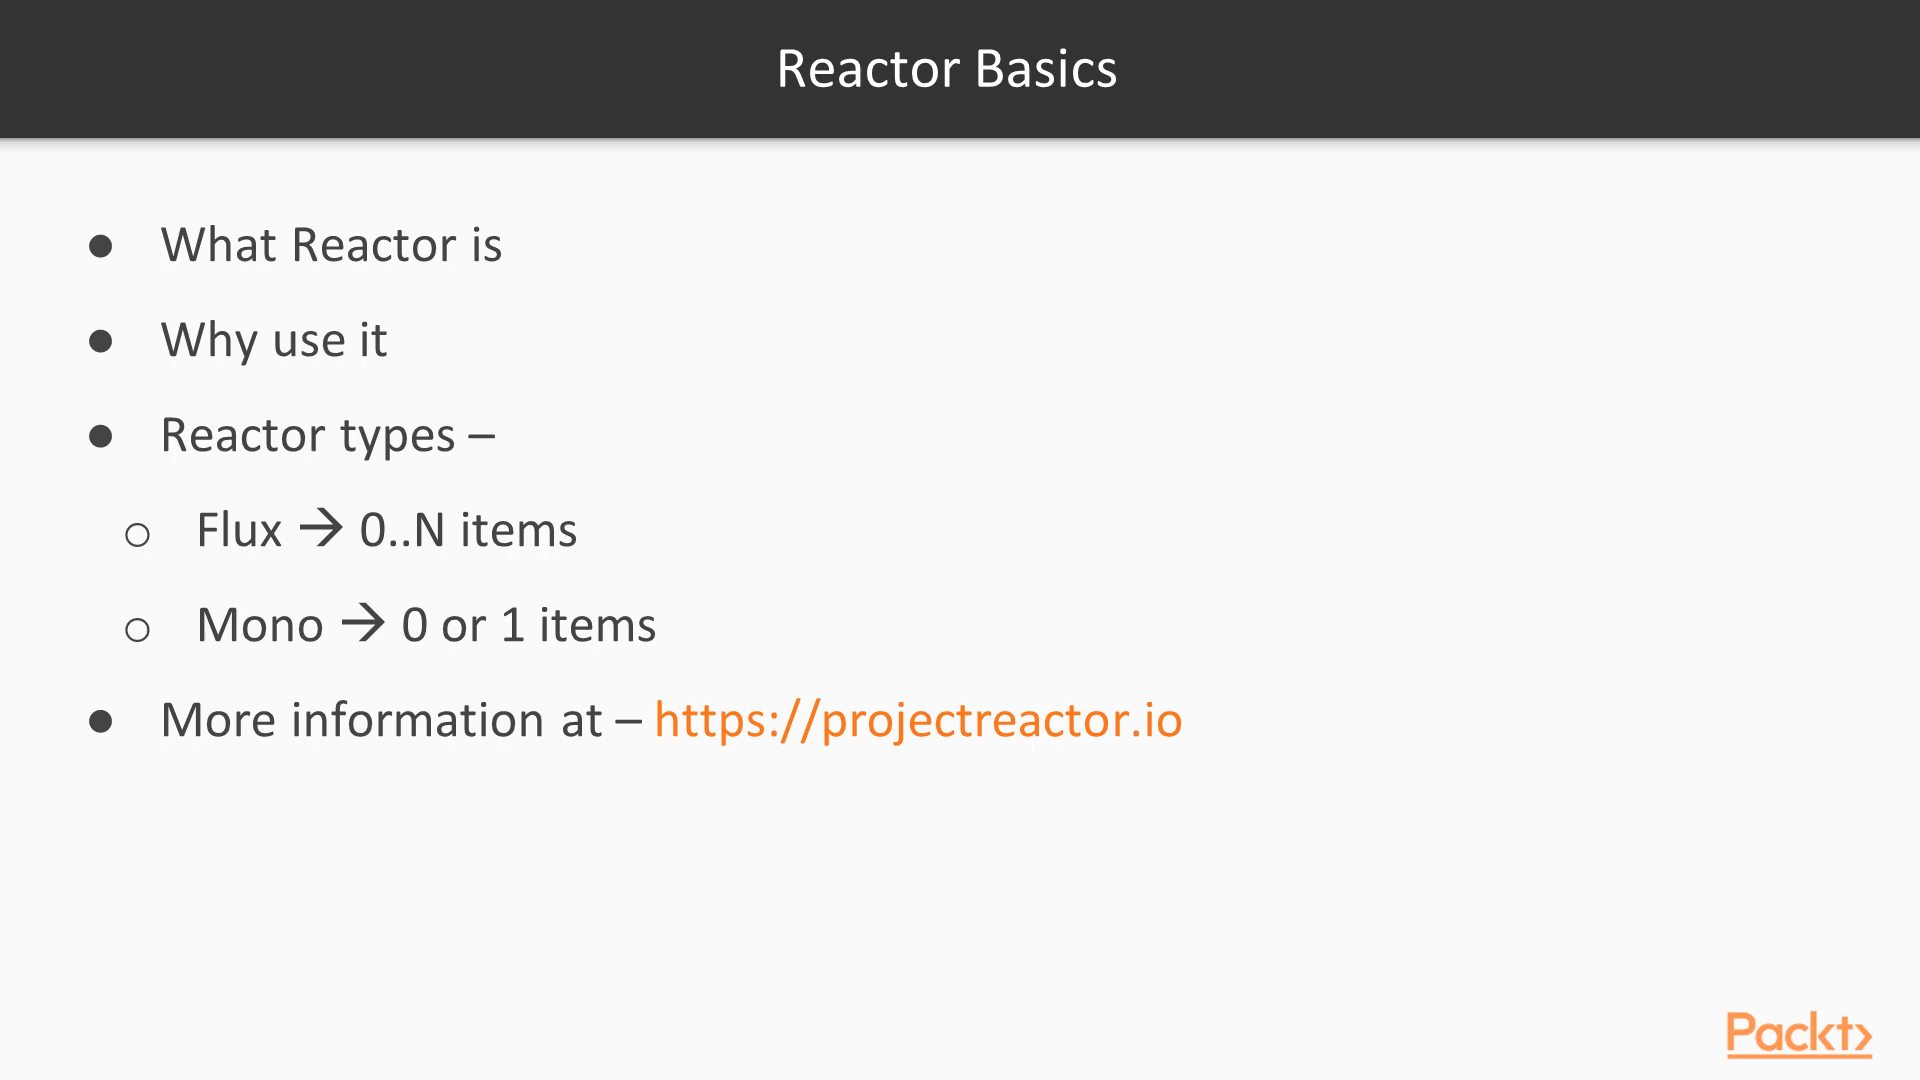 Reactor Basics
● What Reactor is
● Why use it
● Reactor types –
○ Flux → 0..N items
○ Mono → 0 or 1 items
● More information at – https://projectreactor.io
Packt>